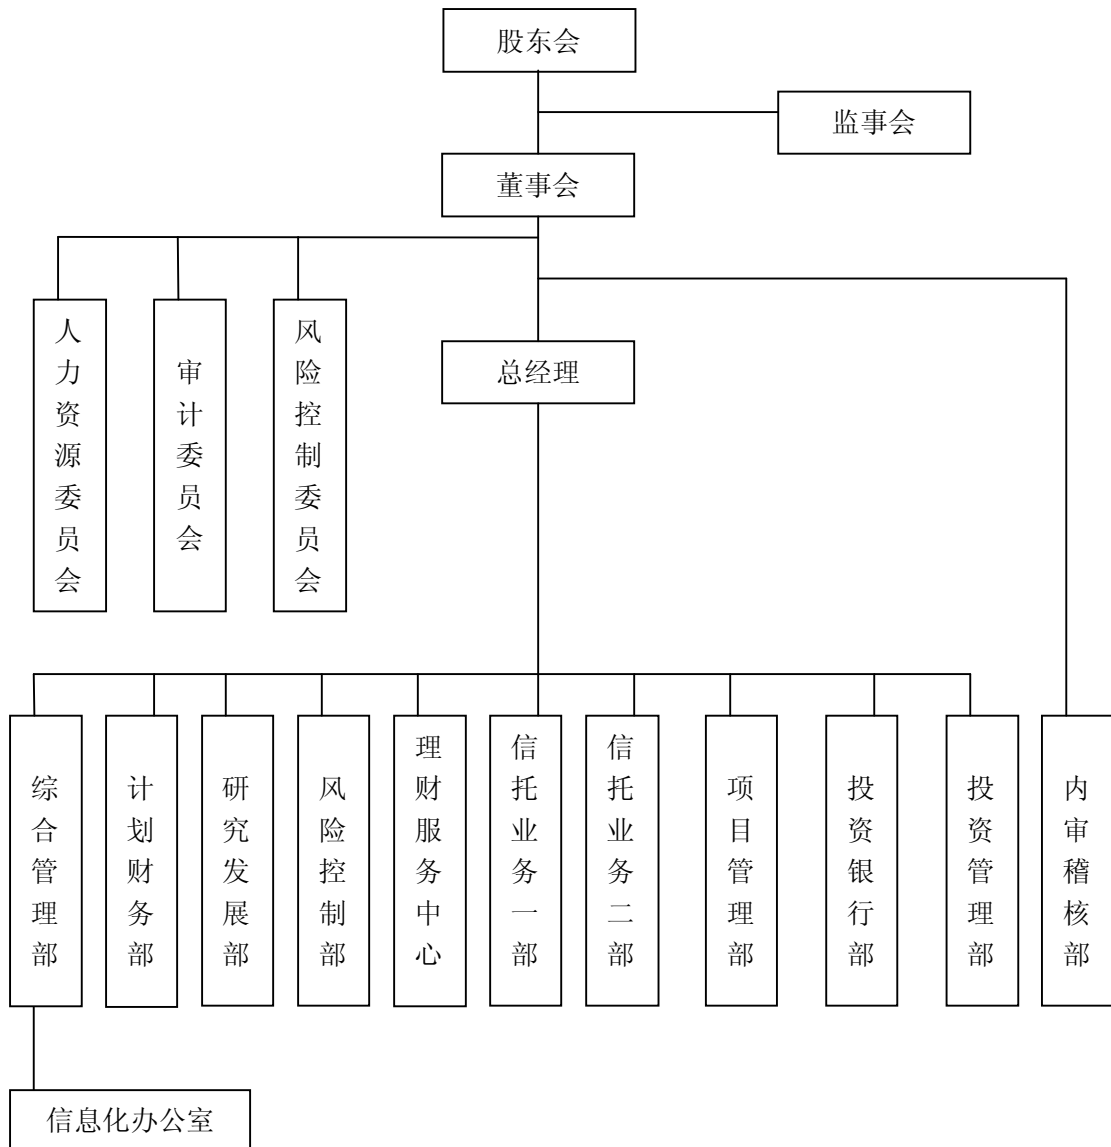 股东会
监事会
董事会
人力资源委员会
审计委员会
风险控制委员会
总经理
综合管理部
计划财务部
研究发展部
风险控制部
理财服务中心
信托业务一部
信托业务二部
项目管理部
投资银行部
投资管理部
内审稽核部
信息化办公室